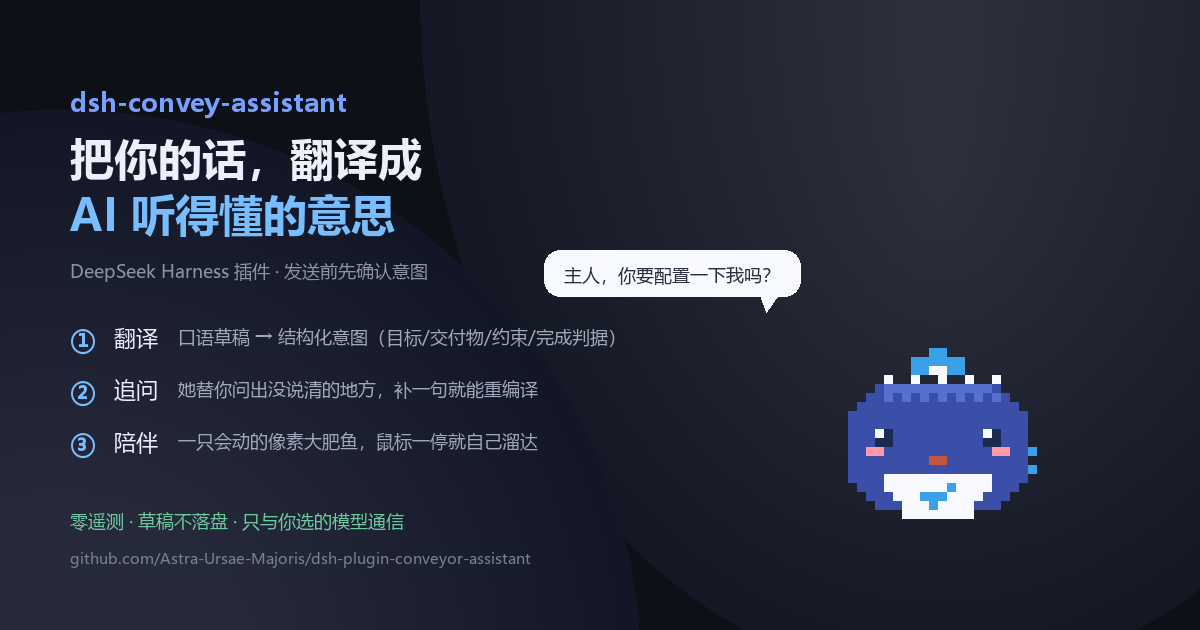 dsh-convey-assistant
把你的话，翻译成
AI 听得懂的意思
DeepSeek Harness 插件 · 发送前先确认意图
主人，你要配置一下我吗？
① 翻译 口语草稿 → 结构化意图（目标/交付物/约束/完成判据）
② 追问 她替你问出没说清的地方，补一句就能重编译
③ 陪伴 一只会动的像素大肥鱼，鼠标一停就自己溜达
零遥测 · 草稿不落盘 · 只与你选的模型通信
github.com/Astra-Ursae-Majoris/dsh-plugin-conveyor-assistant